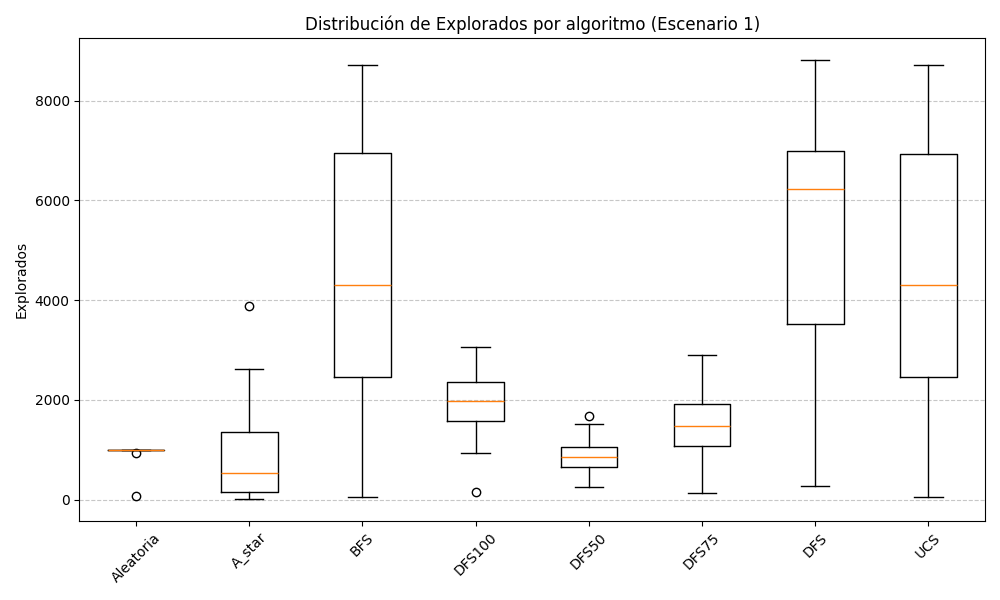 Distribución de Explorados por algoritmo (Escenario 1)
Explorados
8000
6000
4000
2000
0
Aleatoria
A_star
BFS
DFS100
DFS50
DFS75
DFS
UCS